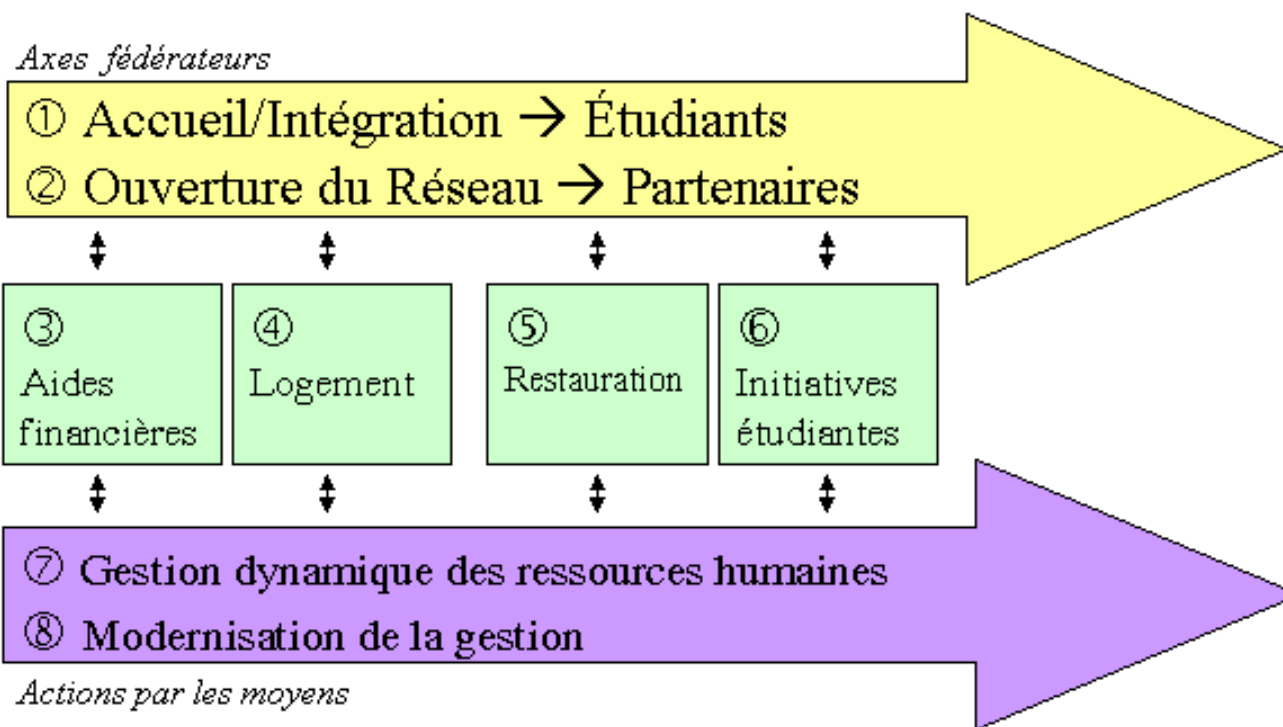 Axes fédérateurs
① Accueil/Intégration → Étudiants
② Ouverture du Réseau → Partenaires
③
Aides
financières
④
Logement
⑤
Restauration
⑥
Initiatives
étudiantes
⑦ Gestion dynamique des ressources humaines
⑧ Modernisation de la gestion
Actions par les moyens